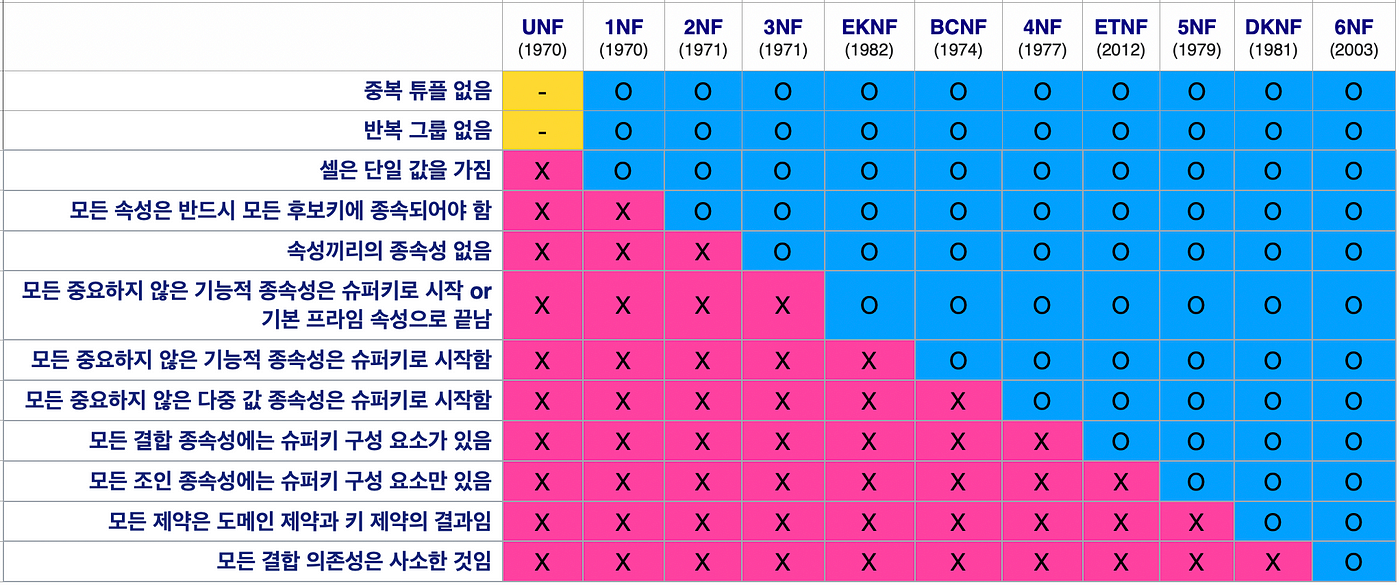 UNF 1NF 2NF 3NF EKNF BCNF 4NF ETNF 5NF DKNF 6NF
(1970) (1970) (1971) (1971) (1982) (1974) (1977) (2012) (1979) (1981) (2003)
중복 튜플 없음 - O O O O O O O O O O
반복 그룹 없음 - O O O O O O O O O O
셀은 단일 값을 가짐 X O O O O O O O O O O
모든 속성은 반드시 모든 후보키에 종속되어야 함 X X O O O O O O O O O
속성끼리의 종속성 없음 X X X O O O O O O O O
모든 중요하지 않은 기능적 종속성은 슈퍼키로 시작 or
기본 프라임 속성으로 끝남 X X X X O O O O O O O
모든 중요하지 않은 기능적 종속성은 슈퍼키로 시작함 X X X X X O O O O O O
모든 중요하지 않은 다중 값 종속성은 슈퍼키로 시작함 X X X X X X O O O O O
모든 결합 종속성에는 슈퍼키 구성 요소가 있음 X X X X X X X O O O O
모든 조인 종속성에는 슈퍼키 구성 요소만 있음 X X X X X X X X O O O
모든 제약은 도메인 제약과 키 제약의 결과임 X X X X X X X X X O O
모든 결합 의존성은 사소한 것임 X X X X X X X X X X O